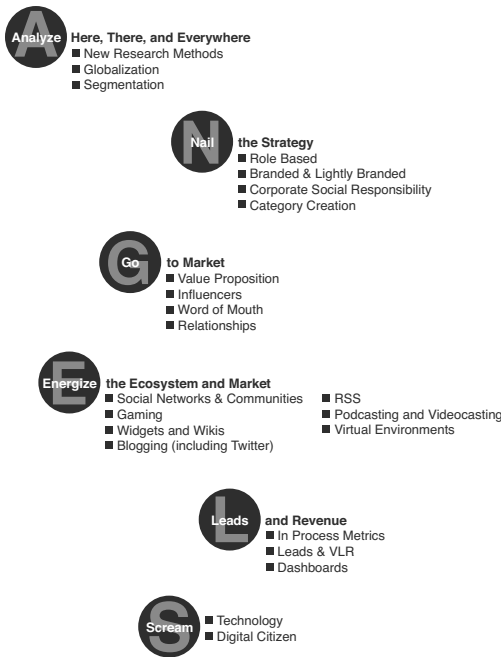 A
Analyze Here, There, and Everywhere
New Research Methods
Globalization
Segmentation
N
Nail the Strategy
Role Based
Branded & Lightly Branded
Corporate Social Responsibility
Category Creation
G
Go to Market
Value Proposition
Influencers
Word of Mouth
Relationships
E
Energize the Ecosystem and Market
Social Networks & Communities
Gaming
Widgets and Wikis
Blogging (including Twitter)
RSS
Podcasting and Videocasting
Virtual Environments
L
Leads and Revenue
In Process Metrics
Leads & VLR
Dashboards
S
Scream
Technology
Digital Citizen